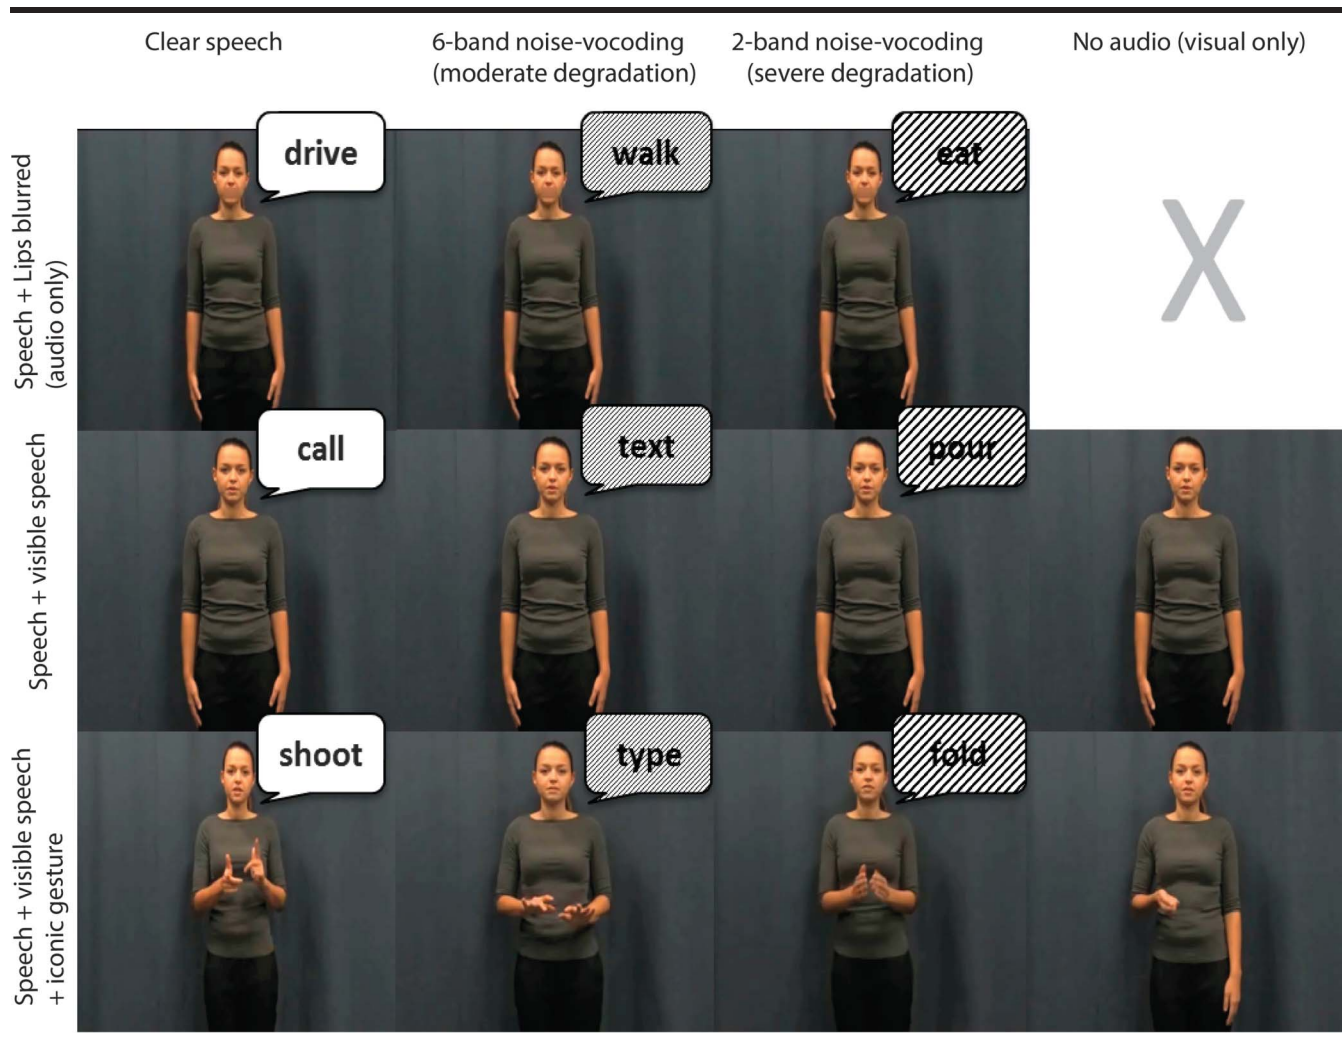 Clear speech
6-band noise-vocoding
(moderate degradation)
2-band noise-vocoding
(severe degradation)
No audio (visual only)
Speech + Lips blurred
(audio only)
drive
walk
eat
X
Speech + visible speech
call
text
pour
Speech + visible speech
+ iconic gesture
shoot
type
fold